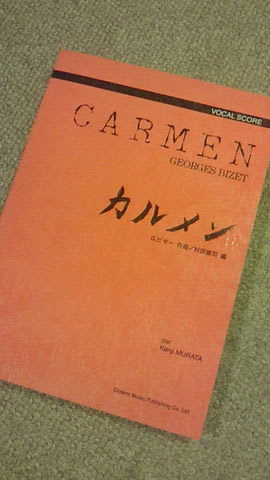 VOCAL SCORE
CARMEN
GEORGES BIZET
カルメン
G.ビゼー 作曲／村田健司 編
par
Kenji MURATA
Doremi Music Publishing Co., Ltd.